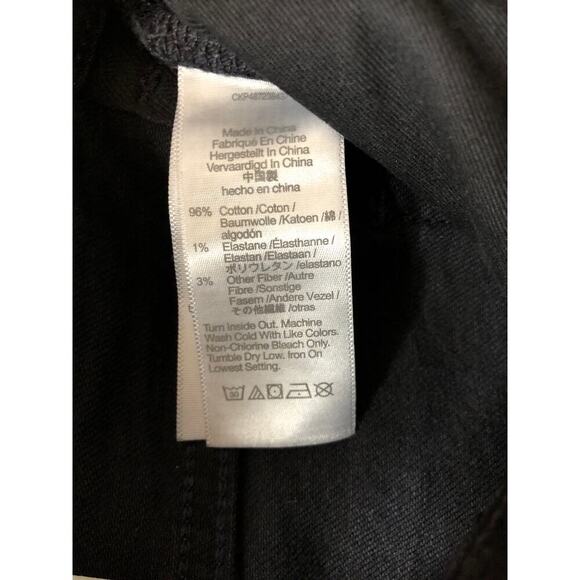 CKP48723943
Made In China
Fabriqué En Chine
Hergestellt In China
Vervaardigd In China
中国製
hecho en china
96% Cotton /Coton/
Baumwolle /Katoen /綿 /
algodón
1% Elastane /Élasthanne /
Elastan /Elastaan /
ポリウレタン /elastano
3% Other Fiber /Autre
Fibre /Sonstige
Fasern /Andere Vezel /
その他繊維 /otras
Turn Inside Out. Machine
Wash Cold With Like Colors.
Non-Chlorine Bleach Only.
Tumble Dry Low. Iron On
Lowest Setting.
30